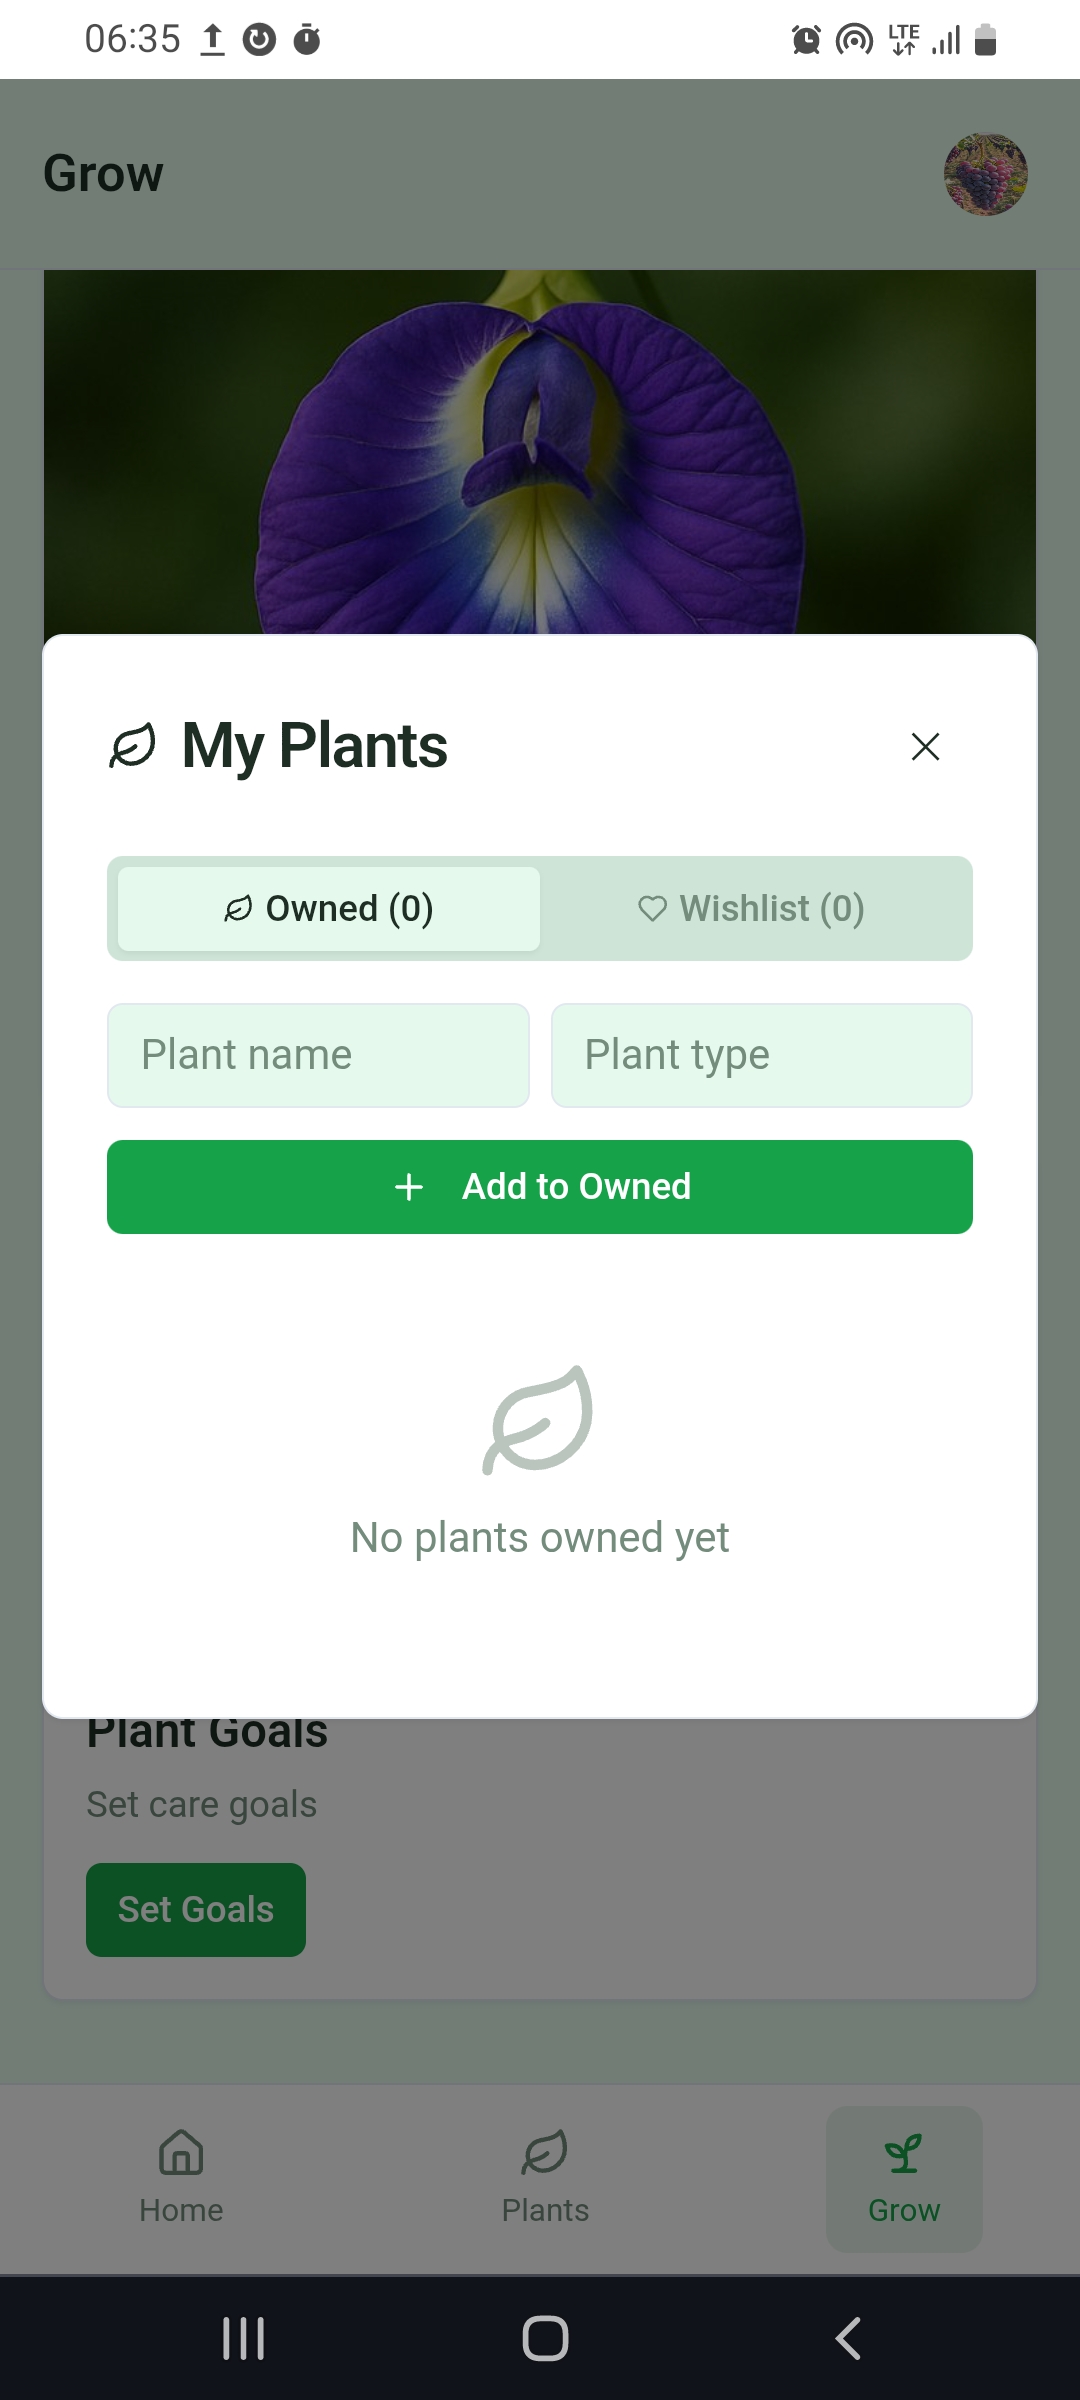 06:35
LTE
Grow
My Plants
Owned (0)
Wishlist (0)
Plant name
Plant type
Add to Owned
No plants owned yet
Plant Goals
Set care goals
Set Goals
Home
Plants
Grow